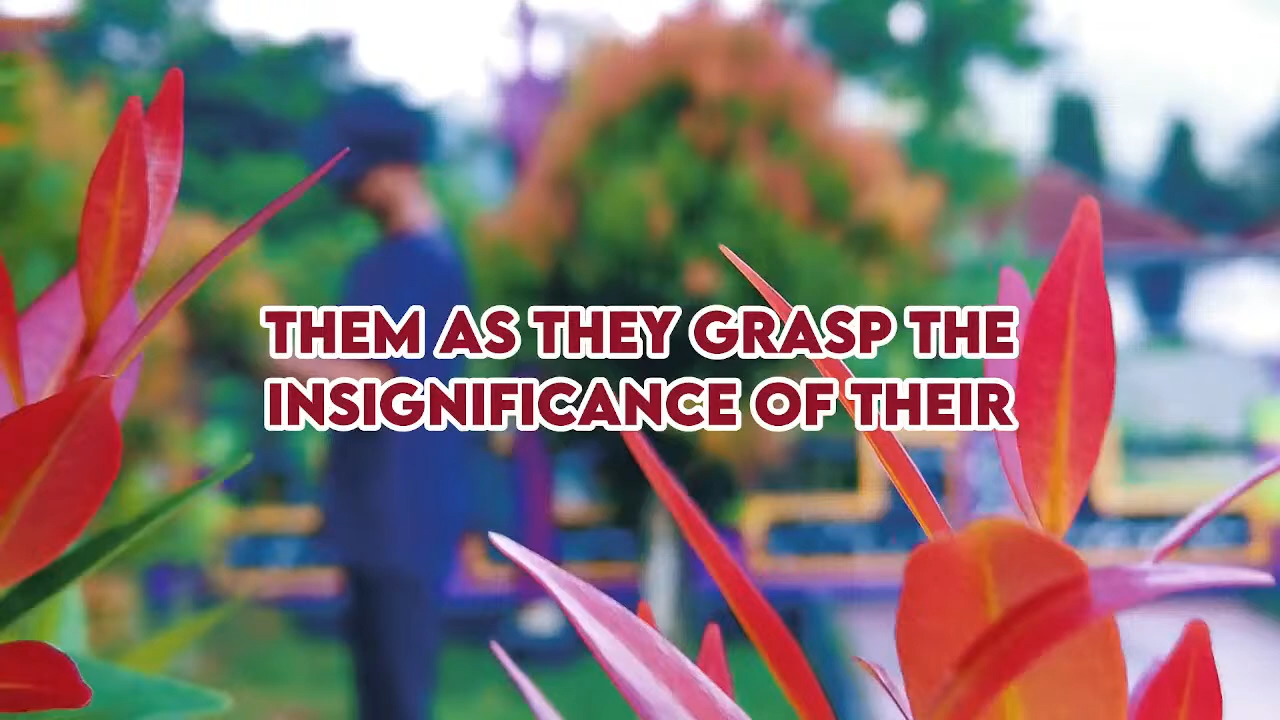 THEM AS THEY GRASP THE
INSIGNIFICANCE OF THEIR